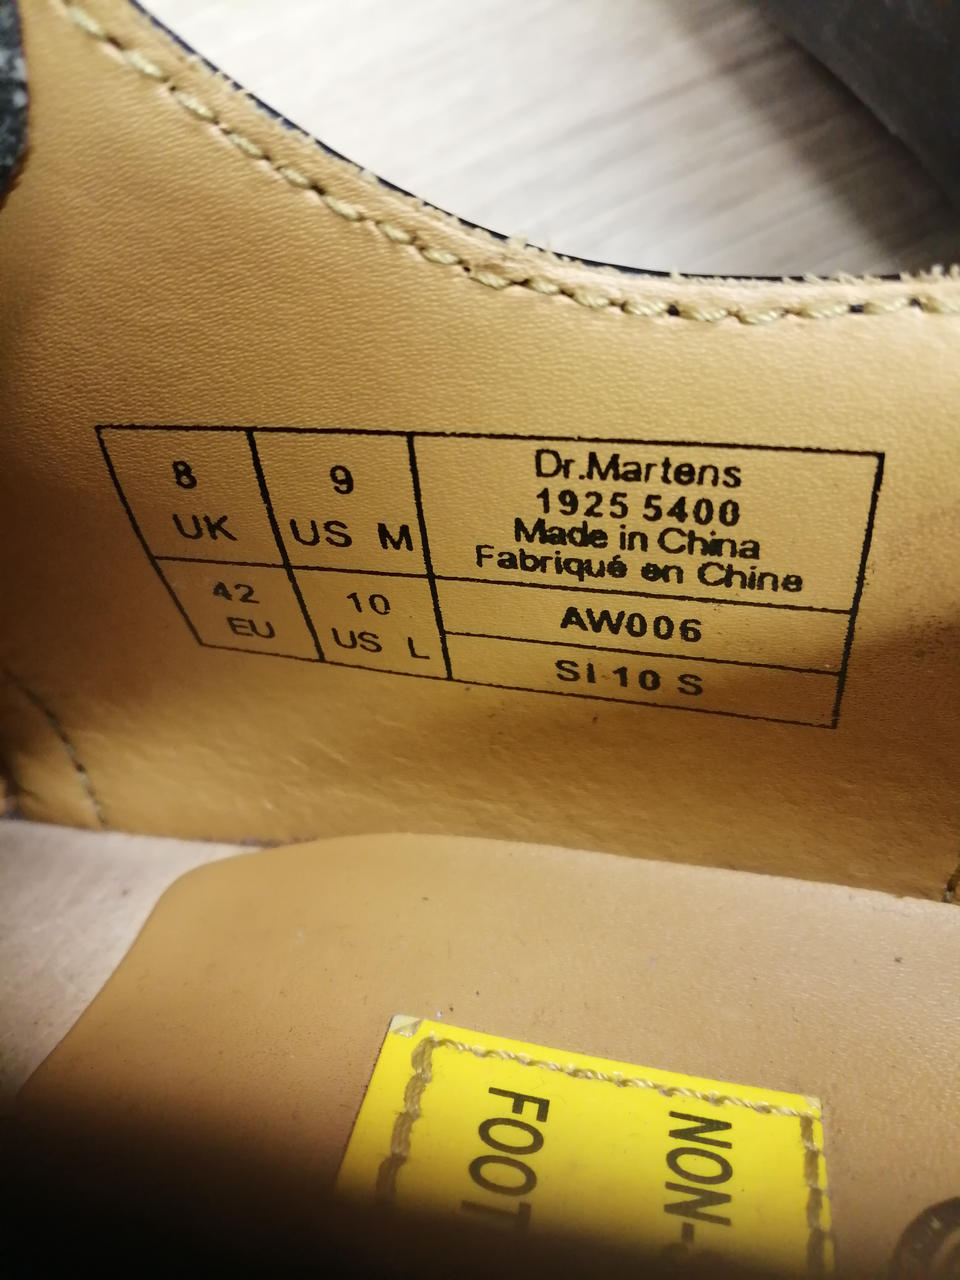 8
UK
9
US M
42
EU
10
US L
Dr.Martens
1925 5400
Made in China
Fabriqué en Chine
AW006
SI 10 S
NON-
FOOT